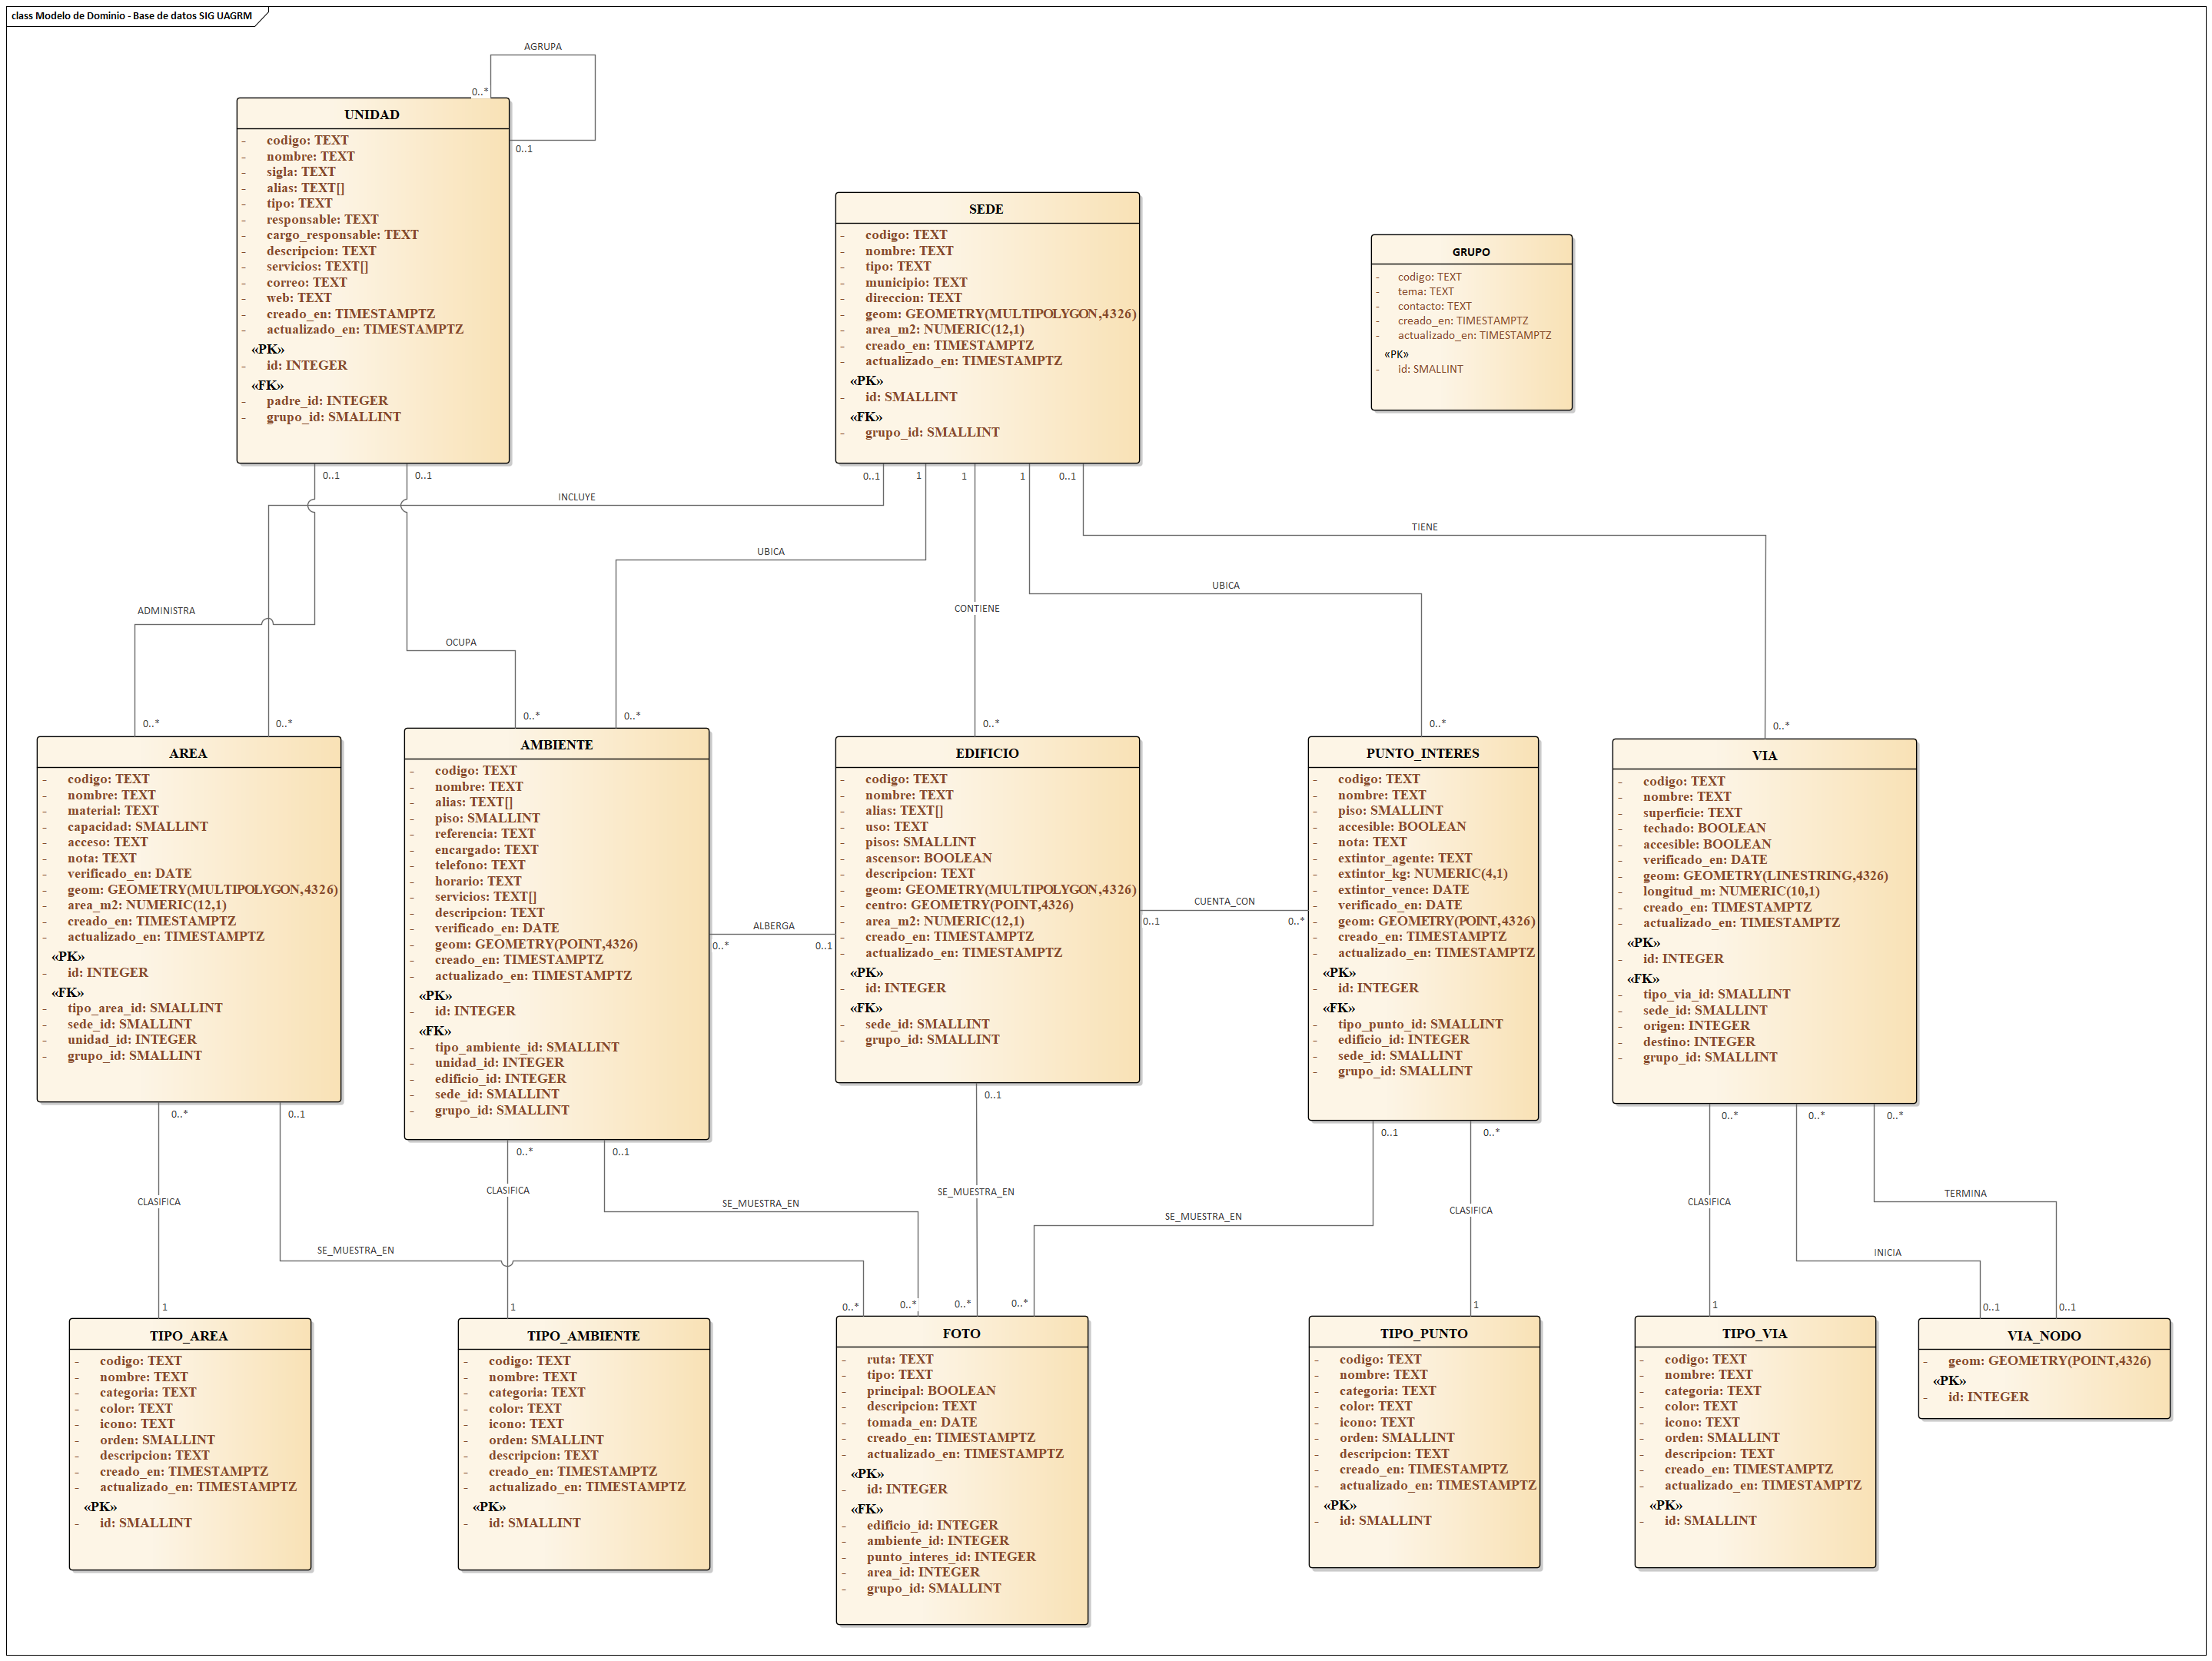 class Modelo de Dominio - Base de datos SIG UAGRM
AGRUPA
0..*
0..1
UNIDAD
- codigo: TEXT
- nombre: TEXT
- sigla: TEXT
- alias: TEXT[]
- tipo: TEXT
- responsable: TEXT
- cargo_responsable: TEXT
- descripcion: TEXT
- servicios: TEXT[]
- correo: TEXT
- web: TEXT
- creado_en: TIMESTAMPTZ
- actualizado_en: TIMESTAMPTZ
«PK»
- id: INTEGER
«FK»
- padre_id: INTEGER
- grupo_id: SMALLINT
SEDE
- codigo: TEXT
- nombre: TEXT
- tipo: TEXT
- municipio: TEXT
- direccion: TEXT
- geom: GEOMETRY(MULTIPOLYGON,4326)
- area_m2: NUMERIC(12,1)
- creado_en: TIMESTAMPTZ
- actualizado_en: TIMESTAMPTZ
«PK»
- id: SMALLINT
«FK»
- grupo_id: SMALLINT
GRUPO
- codigo: TEXT
- tema: TEXT
- contacto: TEXT
- creado_en: TIMESTAMPTZ
- actualizado_en: TIMESTAMPTZ
«PK»
- id: SMALLINT
0..1
0..1
0..1
1
1
1
0..1
INCLUYE
TIENE
UBICA
UBICA
ADMINISTRA
CONTIENE
OCUPA
0..*
0..*
0..*
0..*
0..*
0..*
0..*
AREA
- codigo: TEXT
- nombre: TEXT
- material: TEXT
- capacidad: SMALLINT
- acceso: TEXT
- nota: TEXT
- verificado_en: DATE
- geom: GEOMETRY(MULTIPOLYGON,4326)
- area_m2: NUMERIC(12,1)
- creado_en: TIMESTAMPTZ
- actualizado_en: TIMESTAMPTZ
«PK»
- id: INTEGER
«FK»
- tipo_area_id: SMALLINT
- sede_id: SMALLINT
- unidad_id: INTEGER
- grupo_id: SMALLINT
AMBIENTE
- codigo: TEXT
- nombre: TEXT
- alias: TEXT[]
- piso: SMALLINT
- referencia: TEXT
- encargado: TEXT
- telefono: TEXT
- horario: TEXT
- servicios: TEXT[]
- descripcion: TEXT
- verificado_en: DATE
- geom: GEOMETRY(POINT,4326)
- creado_en: TIMESTAMPTZ
- actualizado_en: TIMESTAMPTZ
«PK»
- id: INTEGER
«FK»
- tipo_ambiente_id: SMALLINT
- unidad_id: INTEGER
- edificio_id: INTEGER
- sede_id: SMALLINT
- grupo_id: SMALLINT
ALBERGA
0..*
0..1
EDIFICIO
- codigo: TEXT
- nombre: TEXT
- alias: TEXT[]
- uso: TEXT
- pisos: SMALLINT
- ascensor: BOOLEAN
- descripcion: TEXT
- geom: GEOMETRY(MULTIPOLYGON,4326)
- centro: GEOMETRY(POINT,4326)
- area_m2: NUMERIC(12,1)
- creado_en: TIMESTAMPTZ
- actualizado_en: TIMESTAMPTZ
«PK»
- id: INTEGER
«FK»
- sede_id: SMALLINT
- grupo_id: SMALLINT
CUENTA_CON
0..1
0..*
PUNTO_INTERES
- codigo: TEXT
- nombre: TEXT
- piso: SMALLINT
- accesible: BOOLEAN
- nota: TEXT
- extintor_agente: TEXT
- extintor_kg: NUMERIC(4,1)
- extintor_vence: DATE
- verificado_en: DATE
- geom: GEOMETRY(POINT,4326)
- creado_en: TIMESTAMPTZ
- actualizado_en: TIMESTAMPTZ
«PK»
- id: INTEGER
«FK»
- tipo_punto_id: SMALLINT
- edificio_id: INTEGER
- sede_id: SMALLINT
- grupo_id: SMALLINT
VIA
- codigo: TEXT
- nombre: TEXT
- superficie: TEXT
- techado: BOOLEAN
- accesible: BOOLEAN
- verificado_en: DATE
- geom: GEOMETRY(LINESTRING,4326)
- longitud_m: NUMERIC(10,1)
- creado_en: TIMESTAMPTZ
- actualizado_en: TIMESTAMPTZ
«PK»
- id: INTEGER
«FK»
- tipo_via_id: SMALLINT
- sede_id: SMALLINT
- origen: INTEGER
- destino: INTEGER
- grupo_id: SMALLINT
0..*
0..1
0..*
0..1
0..1
0..1
0..*
0..*
0..*
0..*
CLASIFICA
CLASIFICA
SE_MUESTRA_EN
SE_MUESTRA_EN
SE_MUESTRA_EN
CLASIFICA
CLASIFICA
TERMINA
SE_MUESTRA_EN
INICIA
1
1
0..*
0..*
0..*
0..*
1
1
0..1
0..1
TIPO_AREA
- codigo: TEXT
- nombre: TEXT
- categoria: TEXT
- color: TEXT
- icono: TEXT
- orden: SMALLINT
- descripcion: TEXT
- creado_en: TIMESTAMPTZ
- actualizado_en: TIMESTAMPTZ
«PK»
- id: SMALLINT
TIPO_AMBIENTE
- codigo: TEXT
- nombre: TEXT
- categoria: TEXT
- color: TEXT
- icono: TEXT
- orden: SMALLINT
- descripcion: TEXT
- creado_en: TIMESTAMPTZ
- actualizado_en: TIMESTAMPTZ
«PK»
- id: SMALLINT
FOTO
- ruta: TEXT
- tipo: TEXT
- principal: BOOLEAN
- descripcion: TEXT
- tomada_en: DATE
- creado_en: TIMESTAMPTZ
- actualizado_en: TIMESTAMPTZ
«PK»
- id: INTEGER
«FK»
- edificio_id: INTEGER
- ambiente_id: INTEGER
- punto_interes_id: INTEGER
- area_id: INTEGER
- grupo_id: SMALLINT
TIPO_PUNTO
- codigo: TEXT
- nombre: TEXT
- categoria: TEXT
- color: TEXT
- icono: TEXT
- orden: SMALLINT
- descripcion: TEXT
- creado_en: TIMESTAMPTZ
- actualizado_en: TIMESTAMPTZ
«PK»
- id: SMALLINT
TIPO_VIA
- codigo: TEXT
- nombre: TEXT
- categoria: TEXT
- color: TEXT
- icono: TEXT
- orden: SMALLINT
- descripcion: TEXT
- creado_en: TIMESTAMPTZ
- actualizado_en: TIMESTAMPTZ
«PK»
- id: SMALLINT
VIA_NODO
- geom: GEOMETRY(POINT,4326)
«PK»
- id: INTEGER